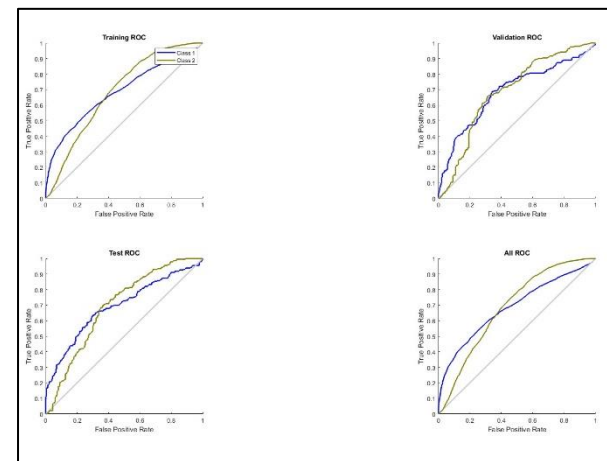 Training ROC
Class 1
Class 2
True Positive Rate
1
0.9
0.8
0.7
0.6
0.5
0.4
0.3
0.2
0.1
0
0 0.2 0.4 0.6 0.8 1
False Positive Rate
Validation ROC
True Positive Rate
1
0.9
0.8
0.7
0.6
0.5
0.4
0.3
0.2
0.1
0
0 0.2 0.4 0.6 0.8 1
False Positive Rate
Test ROC
True Positive Rate
1
0.9
0.8
0.7
0.6
0.5
0.4
0.3
0.2
0.1
0
0 0.2 0.4 0.6 0.8 1
False Positive Rate
All ROC
True Positive Rate
1
0.9
0.8
0.7
0.6
0.5
0.4
0.3
0.2
0.1
0
0 0.2 0.4 0.6 0.8 1
False Positive Rate